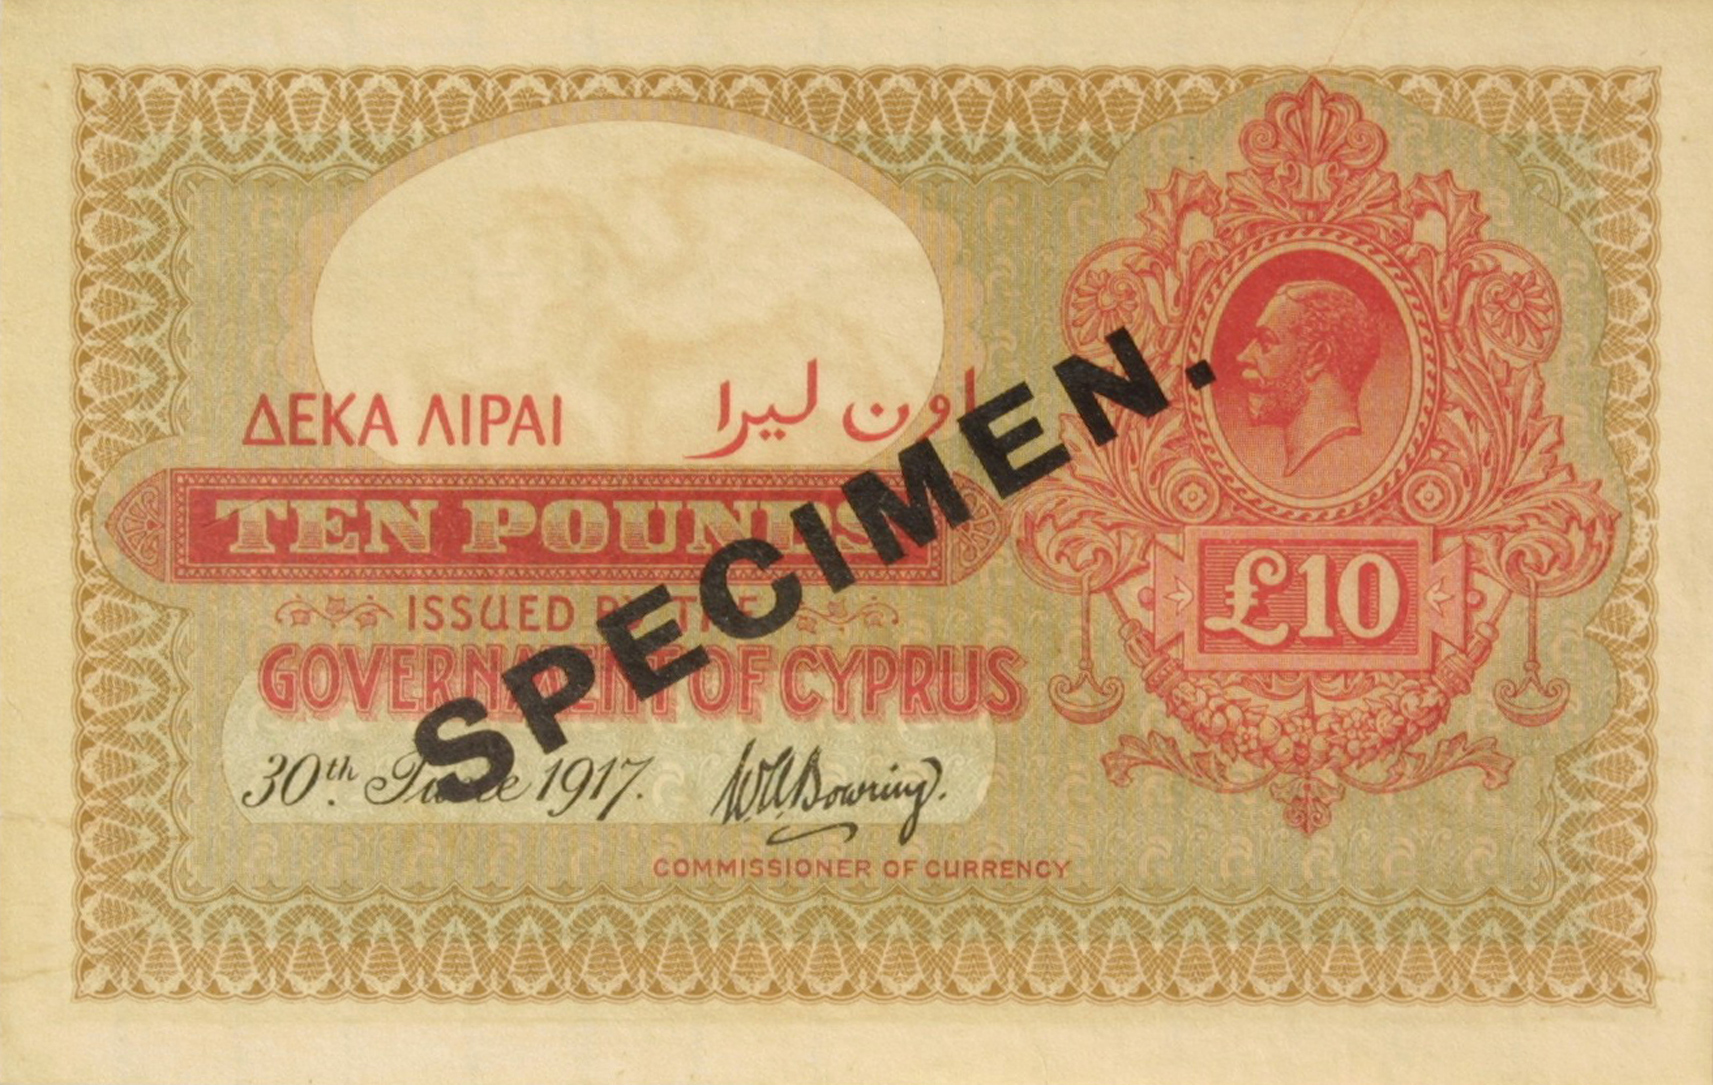 ΔΕΚΑ ΛΙΡΑΙ
اون ليرا
TEN POUNDS
£10
ISSUED BY THE
GOVERNMENT OF CYPRUS
30th. June 1917.
W.H. Bowring.
COMMISSIONER OF CURRENCY
SPECIMEN.